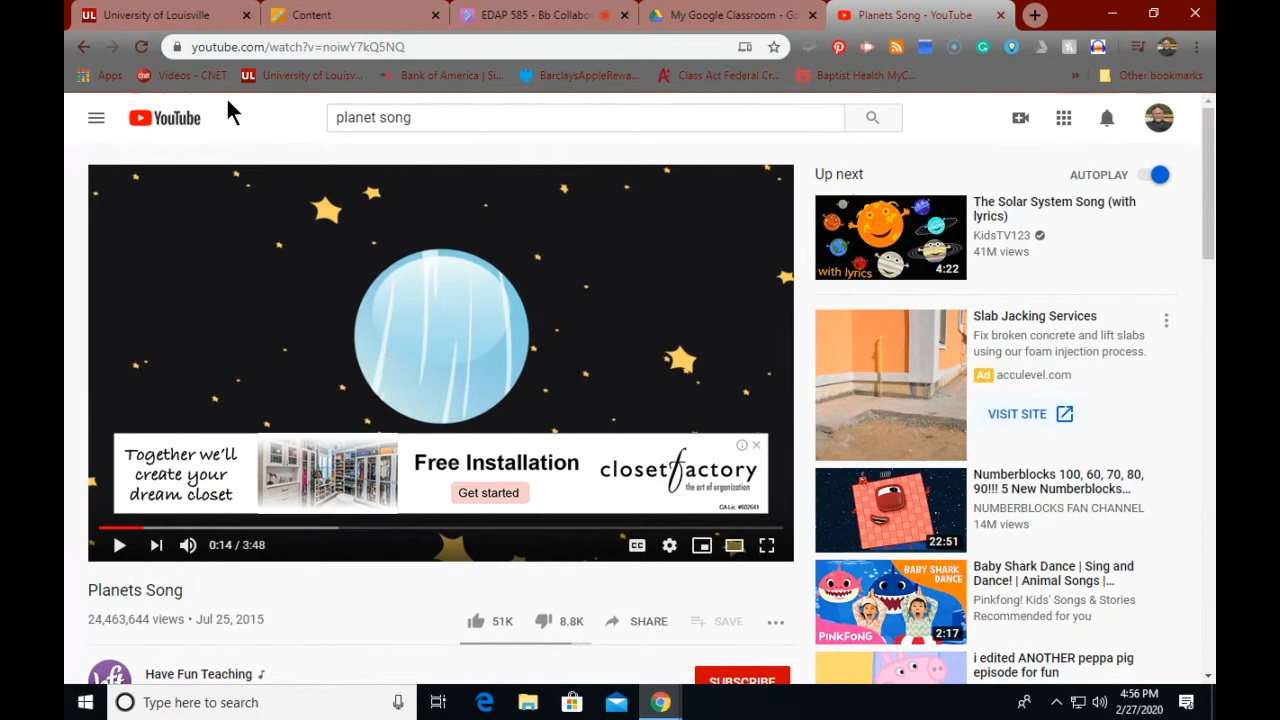 University of Louisville
Content
EDAP 585 - Bb Collabo
My Google Classroom - Go
Planets Song - YouTube
youtube.com/watch?v=noiwY7kQ5NQ
Apps
Videos - CNET
University of Louisv...
Bank of America | Si...
BarclaysAppleRewa...
Class Act Federal Cr...
Baptist Health MyC...
»
Other bookmarks
YouTube
planet song
Up next
AUTOPLAY
The Solar System Song (with
lyrics)
KidsTV123
41M views
with lyrics
4:22
Slab Jacking Services
Fix broken concrete and lift slabs
using our foam injection process.
Ad acculevel.com
VISIT SITE
Together we'll
create your
dream closet
Free Installation
Get started
closet factory
the art of organization
CA Lic. #602641
0:14 / 3:48
CC
Numberblocks 100, 60, 70, 80,
90!!! 5 New Numberblocks...
NUMBERBLOCKS FAN CHANNEL
14M views
22:51
Planets Song
24,463,644 views • Jul 25, 2015
51K
8.8K
SHARE
SAVE
Baby Shark Dance | Sing and
Dance! | Animal Songs |...
Pinkfong! Kids' Songs & Stories
Recommended for you
BABY SHARK
DANCE
PINKFONG
2:17
Have Fun Teaching
SUBSCRIBE
i edited ANOTHER peppa pig
episode for fun
Type here to search
4:56 PM
2/27/2020